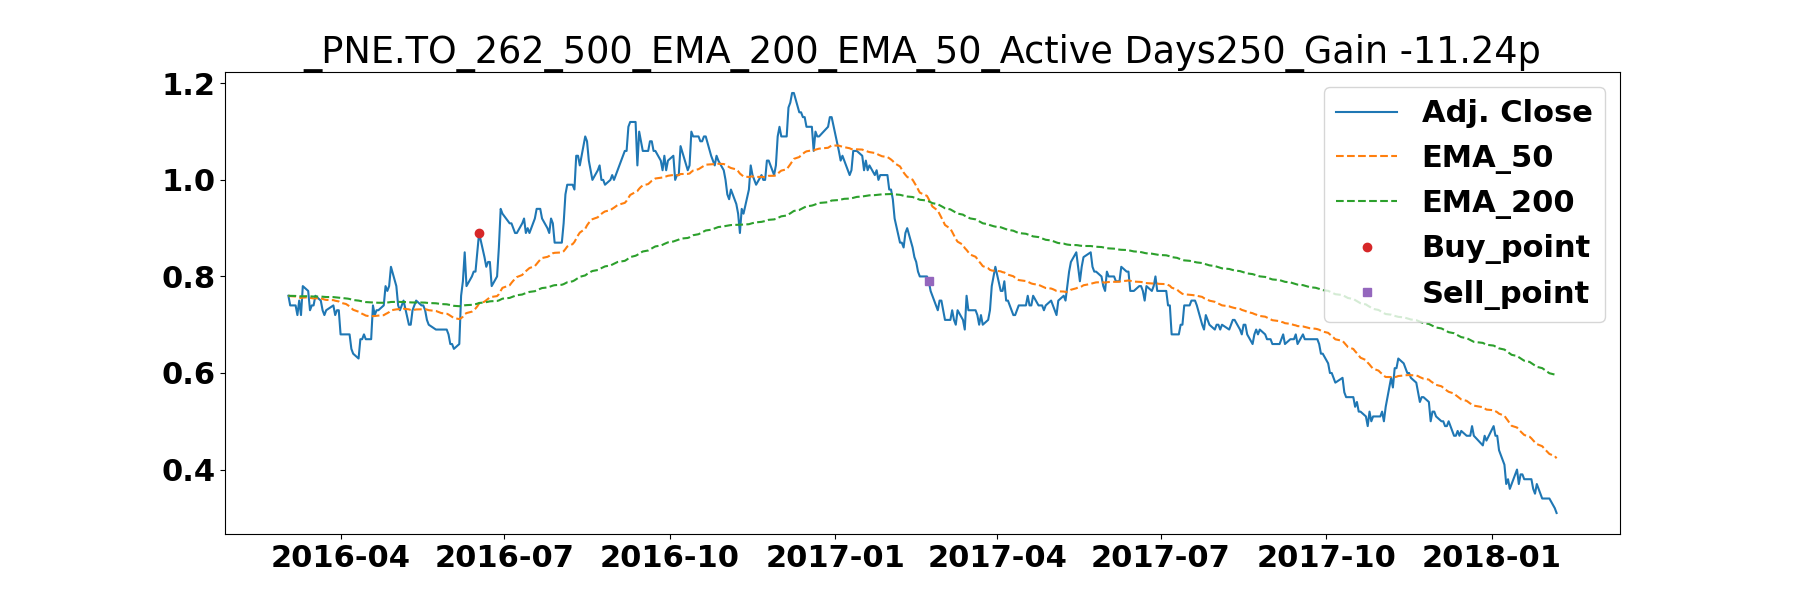 _PNE.TO_262_500_EMA_200_EMA_50_Active Days250_Gain -11.24p
1.2
1.0
0.8
0.6
0.4
Adj. Close
EMA_50
EMA_200
Buy_point
Sell_point
2016-04 2016-07 2016-10 2017-01 2017-04 2017-07 2017-10 2018-01